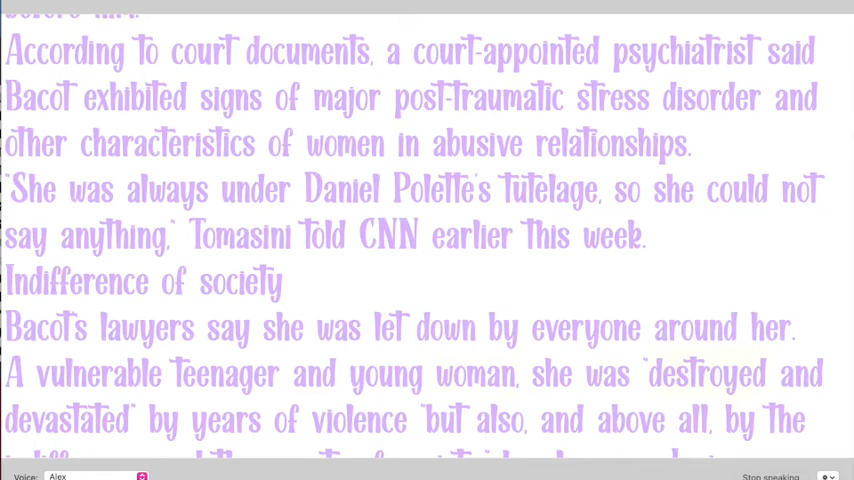 before him.
According to court documents, a court-appointed psychiatrist said
Bacot exhibited signs of major post-traumatic stress disorder and
other characteristics of women in abusive relationships.
"She was always under Daniel Polette's tutelage, so she could not
say anything," Tomasini told CNN earlier this week.
Indifference of society
Bacot's lawyers say she was let down by everyone around her.
A vulnerable teenager and young woman, she was "destroyed and
devastated" by years of violence "but also, and above all, by the
Voice: Alex Stop speaking